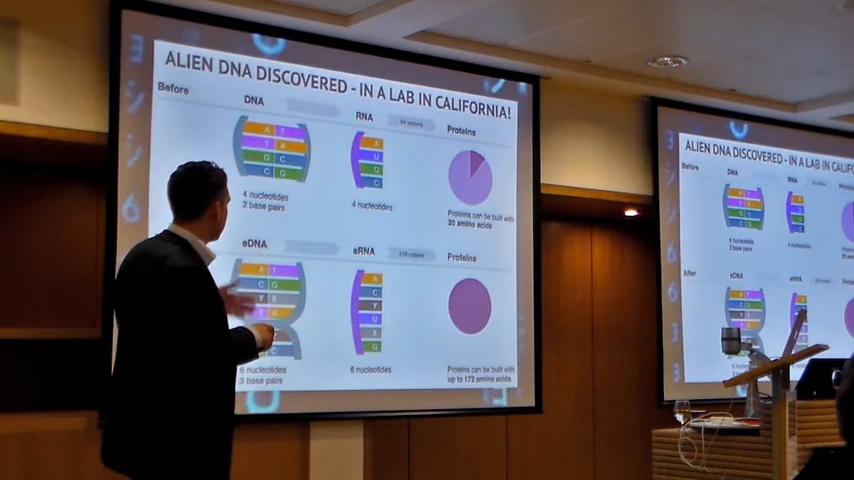 ALIEN DNA DISCOVERED - IN A LAB IN CALIFORNIA!
Before
DNA
RNA
64 codons
Proteins
A T
T A
G C
C G
A
U
G
C
4 nucleotides
2 base pairs
4 nucleotides
Proteins can be built with
20 amino acids
eDNA
eRNA
216 codons
Proteins
A T
C G
Y X
T A
C
A
C
Y
U
X
G
6 nucleotides
3 base pairs
6 nucleotides
Proteins can be built with
up to 172 amino acids
ALIEN DNA DISCOVERED - IN A LAB IN CALIFO
Before
DNA
RNA
4 nucleotides
2 base pairs
4 nucleotides
After
eDNA
eRNA